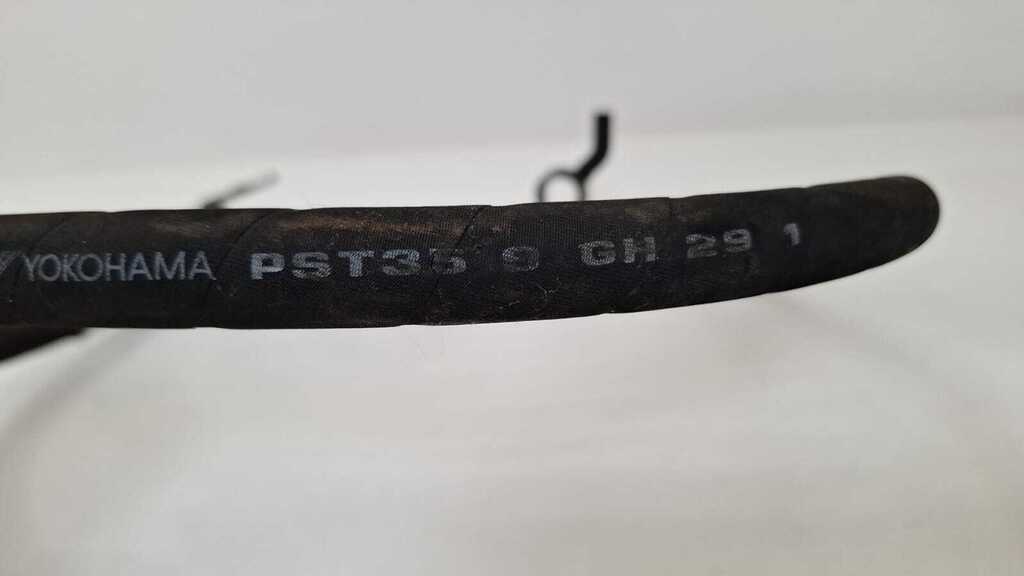 YOKOHAMA PST35 9 GH 29 1